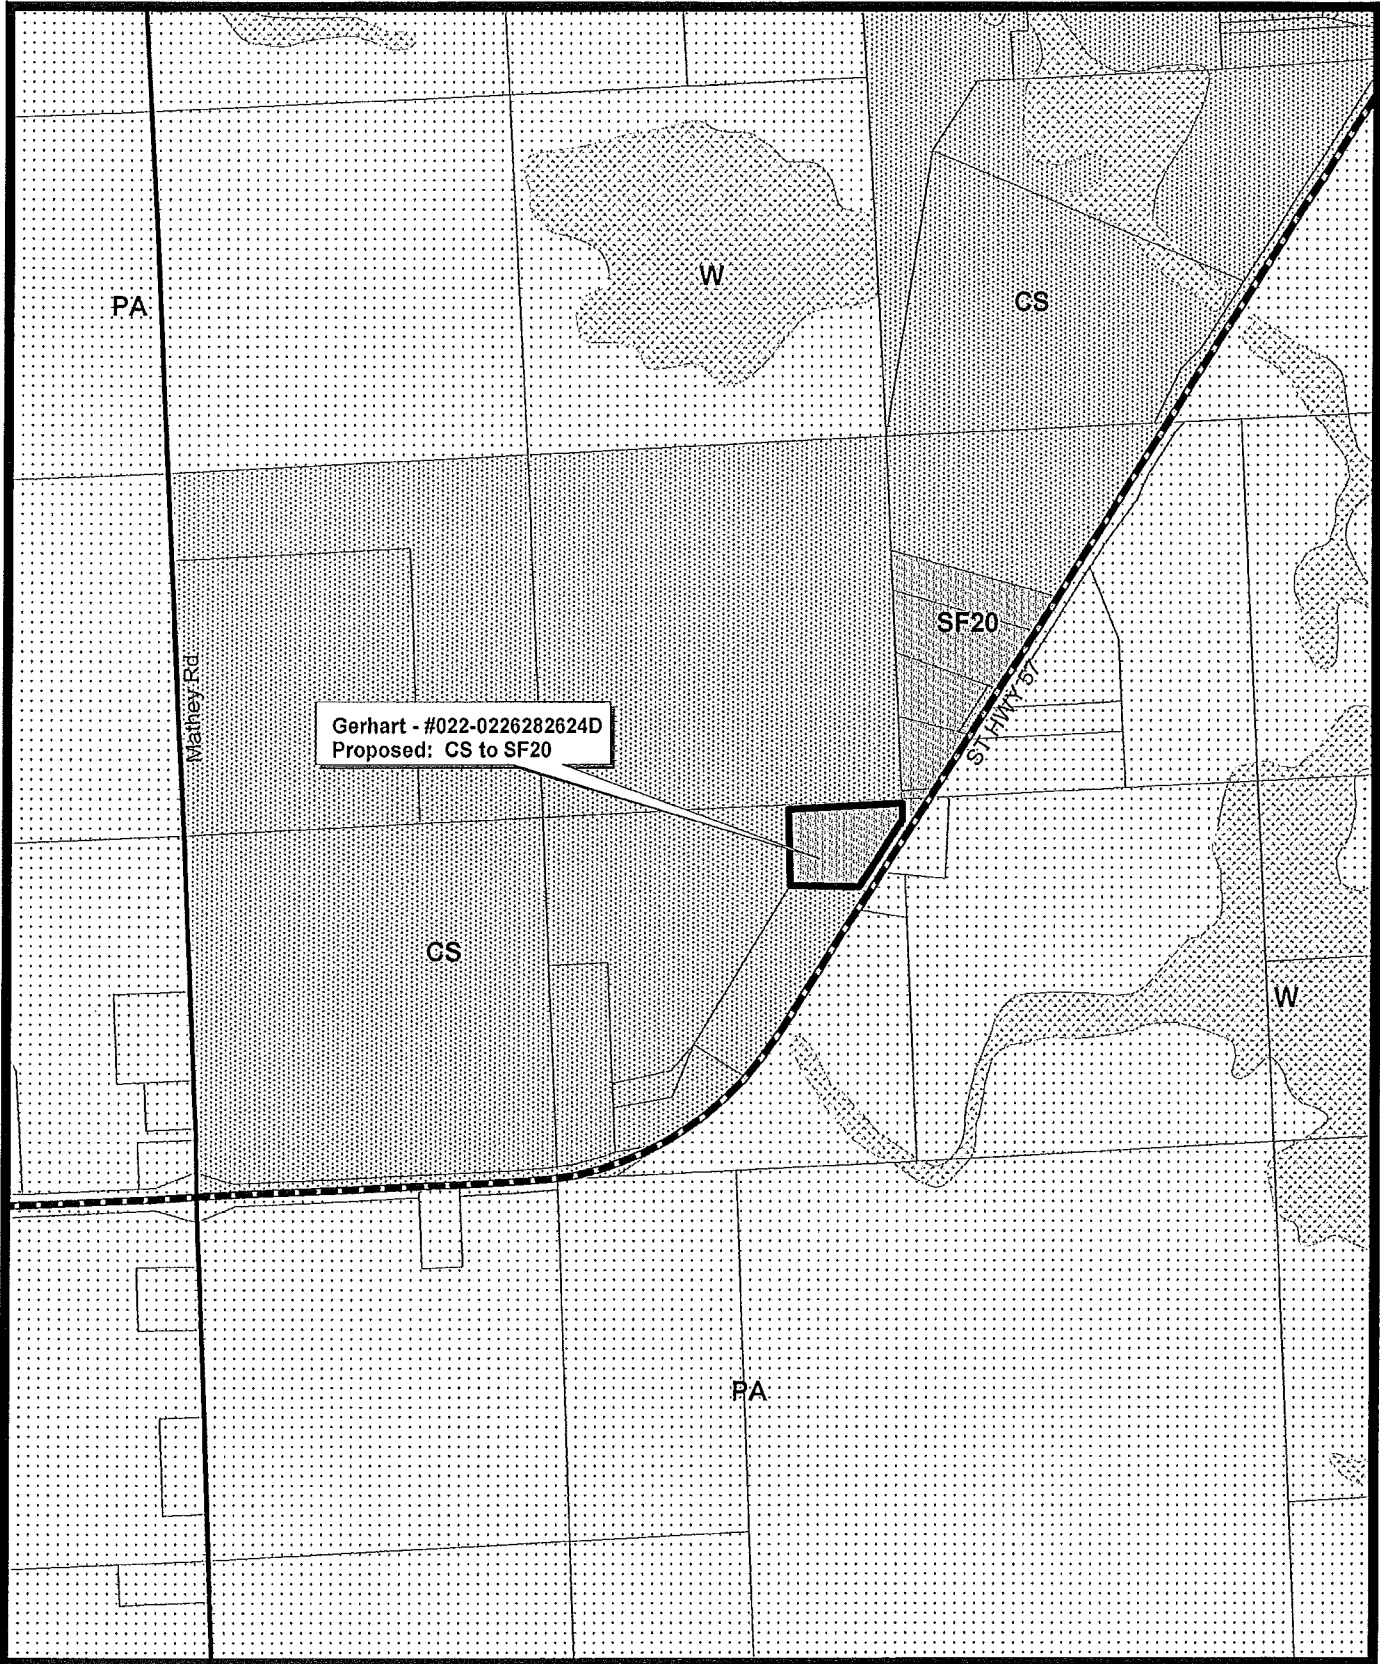 W
PA
CS
SF20
Mathey Rd
ST HWY 57
Gerhart - #022-0226282624D
Proposed: CS to SF20
CS
W
PA